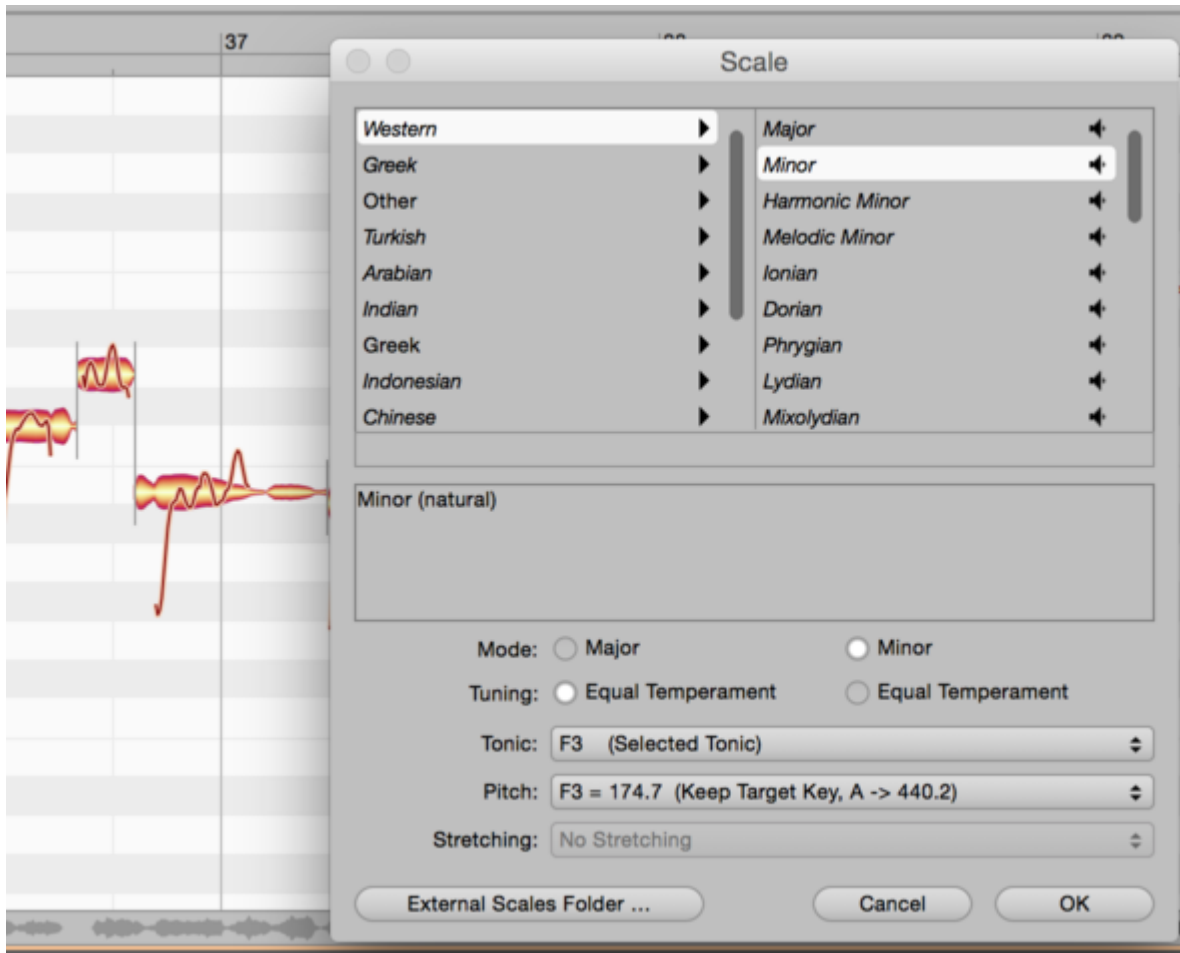 37
Scale
Western
Greek
Other
Turkish
Arabian
Indian
Greek
Indonesian
Chinese
Major
Minor
Harmonic Minor
Melodic Minor
Ionian
Dorian
Phrygian
Lydian
Mixolydian
Minor (natural)
Mode: Major Minor
Tuning: Equal Temperament Equal Temperament
Tonic: F3 (Selected Tonic)
Pitch: F3 = 174.7 (Keep Target Key, A -> 440.2)
Stretching: No Stretching
External Scales Folder ... Cancel OK